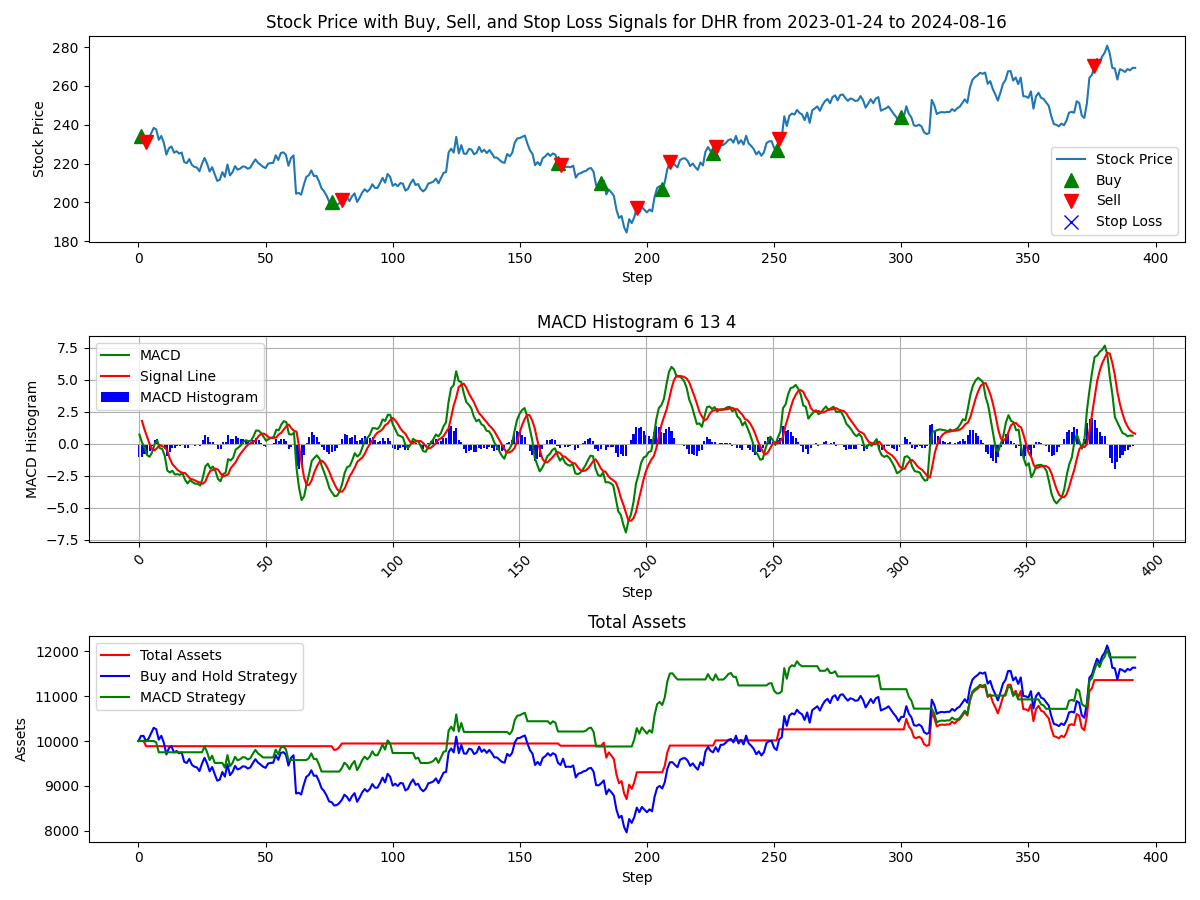 Stock Price with Buy, Sell, and Stop Loss Signals for DHR from 2023-01-24 to 2024-08-16
280
260
240
220
200
180
Stock Price
Stock Price
Buy
Sell
Stop Loss
0 50 100 150 200 250 300 350 400
Step
MACD Histogram 6 13 4
7.5
5.0
2.5
0.0
−2.5
−5.0
−7.5
MACD Histogram
MACD
Signal Line
MACD Histogram
0 50 100 150 200 250 300 350 400
Step
Total Assets
12000
11000
10000
9000
8000
Assets
Total Assets
Buy and Hold Strategy
MACD Strategy
0 50 100 150 200 250 300 350 400
Step